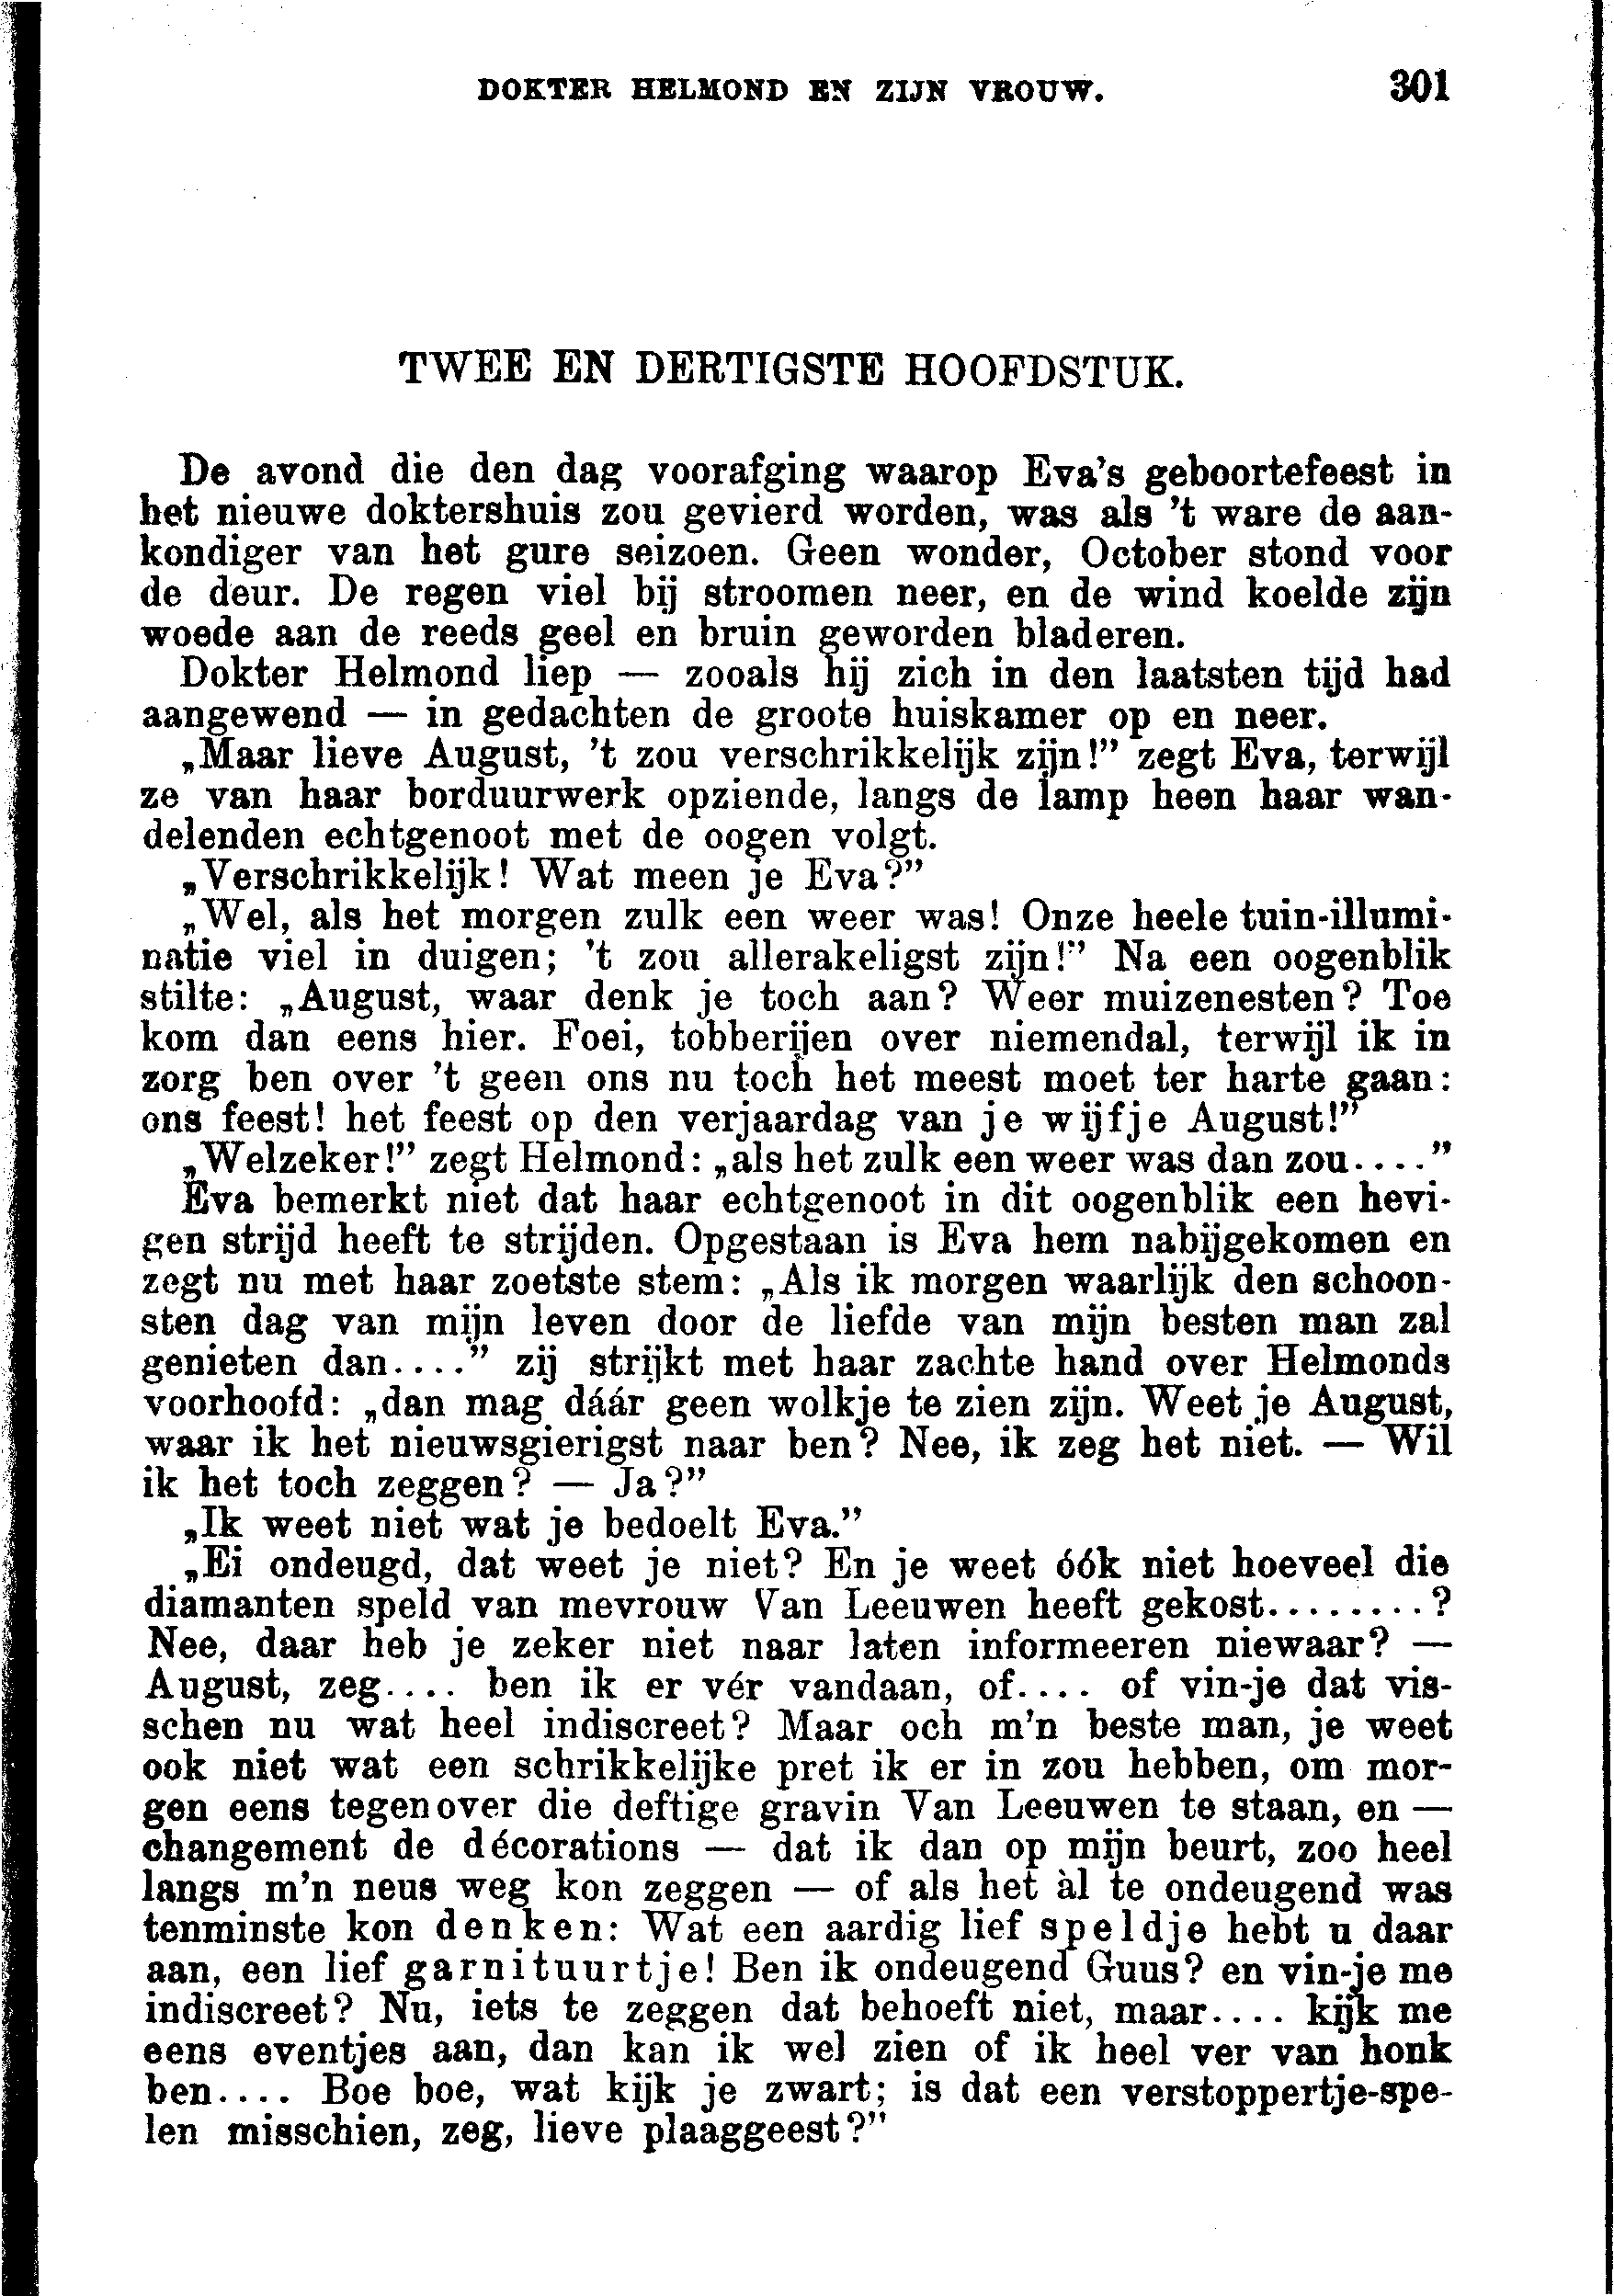 DOKTER HELMOND EN ZIJN VROUW. 301
TWEE EN DERTIGSTE HOOFDSTUK.
De avond die den dag voorafging waarop Eva's geboortefeest in
het nieuwe doktershuis zou gevierd worden, was als 't ware de aan-
kondiger van het gure seizoen. Geen wonder, October stond voor
de deur. De regen viel bij stroomen neer, en de wind koelde zijn
woede aan de reeds geel en bruin geworden bladeren.
Dokter Helmond liep — zooals hij zich in den laatsten tijd had
aangewend — in gedachten de groote huiskamer op en neer.
„Maar lieve August, 't zou verschrikkelijk zijn!” zegt Eva, terwijl
ze van haar borduurwerk opziende, langs de lamp heen haar wan-
delenden echtgenoot met de oogen volgt.
„Verschrikkelijk! Wat meen je Eva?”
„Wel, als het morgen zulk een weer was! Onze heele tuin-illumi-
natie viel in duigen; 't zou allerakeligst zijn!” Na een oogenblik
stilte: „August, waar denk je toch aan? Weer muizenesten? Toe
kom dan eens hier. Foei, tobberijen over niemendal, terwijl ik in
zorg ben over 't geen ons nu toch het meest moet ter harte gaan:
ons feest! het feest op den verjaardag van je wijfje August!”
„Welzeker!” zegt Helmond: „als het zulk een weer was dan zou....”
Eva bemerkt niet dat haar echtgenoot in dit oogenblik een hevi-
gen strijd heeft te strijden. Opgestaan is Eva hem nabijgekomen en
zegt nu met haar zoetste stem: „Als ik morgen waarlijk den schoon-
sten dag van mijn leven door de liefde van mijn besten man zal
genieten dan....” zij strijkt met haar zachte hand over Helmonds
voorhoofd: „dan mag dáár geen wolkje te zien zijn. Weet je August,
waar ik het nieuwsgierigst naar ben? Nee, ik zeg het niet. — Wil
ik het toch zeggen? — Ja?”
„Ik weet niet wat je bedoelt Eva.”
„Ei ondeugd, dat weet je niet? En je weet óók niet hoeveel die
diamanten speld van mevrouw Van Leeuwen heeft gekost........?
Nee, daar heb je zeker niet naar laten informeeren niewaar? —
August, zeg.... ben ik er vér vandaan, of.... of vin-je dat vis-
schen nu wat heel indiscreet? Maar och m'n beste man, je weet
ook niet wat een schrikkelijke pret ik er in zou hebben, om mor-
gen eens tegenover die deftige gravin Van Leeuwen te staan, en —
changement de décorations — dat ik dan op mijn beurt, zoo heel
langs m'n neus weg kon zeggen — of als het àl te ondeugend was
tenminste kon denken: Wat een aardig lief speldje hebt u daar
aan, een lief garnituurtje! Ben ik ondeugend Guus? en vin-je me
indiscreet? Nu, iets te zeggen dat behoeft niet, maar.... kijk me
eens eventjes aan, dan kan ik wel zien of ik heel ver van honk
ben.... Boe boe, wat kijk je zwart; is dat een verstoppertje-spe-
len misschien, zeg, lieve plaaggeest?”